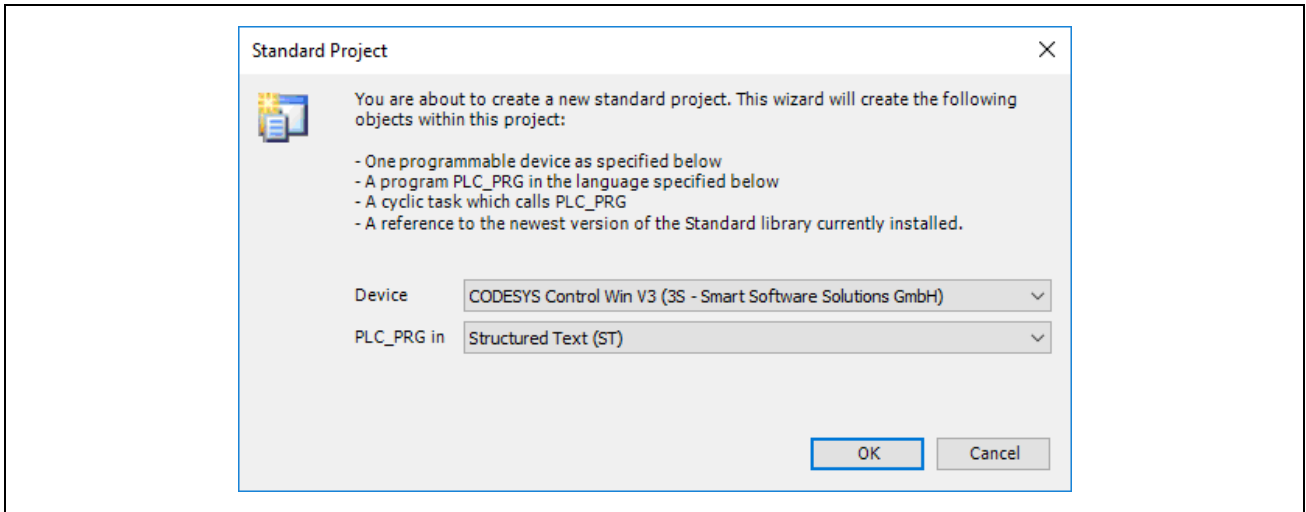 Standard Project
You are about to create a new standard project. This wizard will create the following
objects within this project:
- One programmable device as specified below
- A program PLC_PRG in the language specified below
- A cyclic task which calls PLC_PRG
- A reference to the newest version of the Standard library currently installed.
Device CODESYS Control Win V3 (3S - Smart Software Solutions GmbH)
PLC_PRG in Structured Text (ST)
OK Cancel